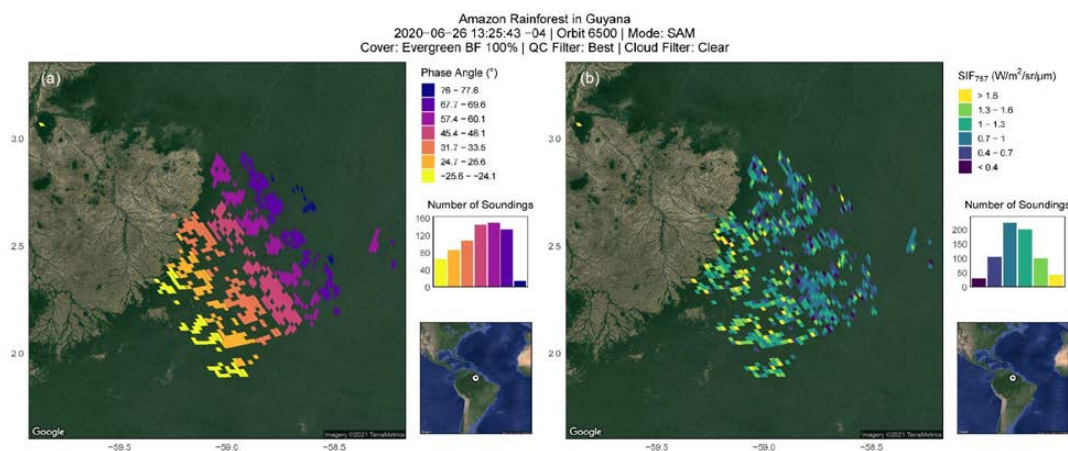 Amazon Rainforest in Guyana
2020-06-26 13:25:43 -04 | Orbit 6500 | Mode: SAM
Cover: Evergreen BF 100% | QC Filter: Best | Cloud Filter: Clear
(a)
3.0
2.5
2.0
−59.5
−59.0
−58.5
Google
Imagery ©2021 TerraMetrics
Phase Angle (°)
76 − 77.6
67.7 − 69.6
57.4 − 60.1
45.4 − 46.1
31.7 − 33.5
24.7 − 26.6
−25.6 − −24.1
Number of Soundings
160
120
80
40
0
Google
(b)
3.0
2.5
2.0
−59.5
−59.0
−58.5
Google
Imagery ©2021 TerraMetrics
SIF757 (W/m²/sr/μm)
> 1.6
1.3 − 1.6
1 − 1.3
0.7 − 1
0.4 − 0.7
< 0.4
Number of Soundings
200
150
100
50
0
Google